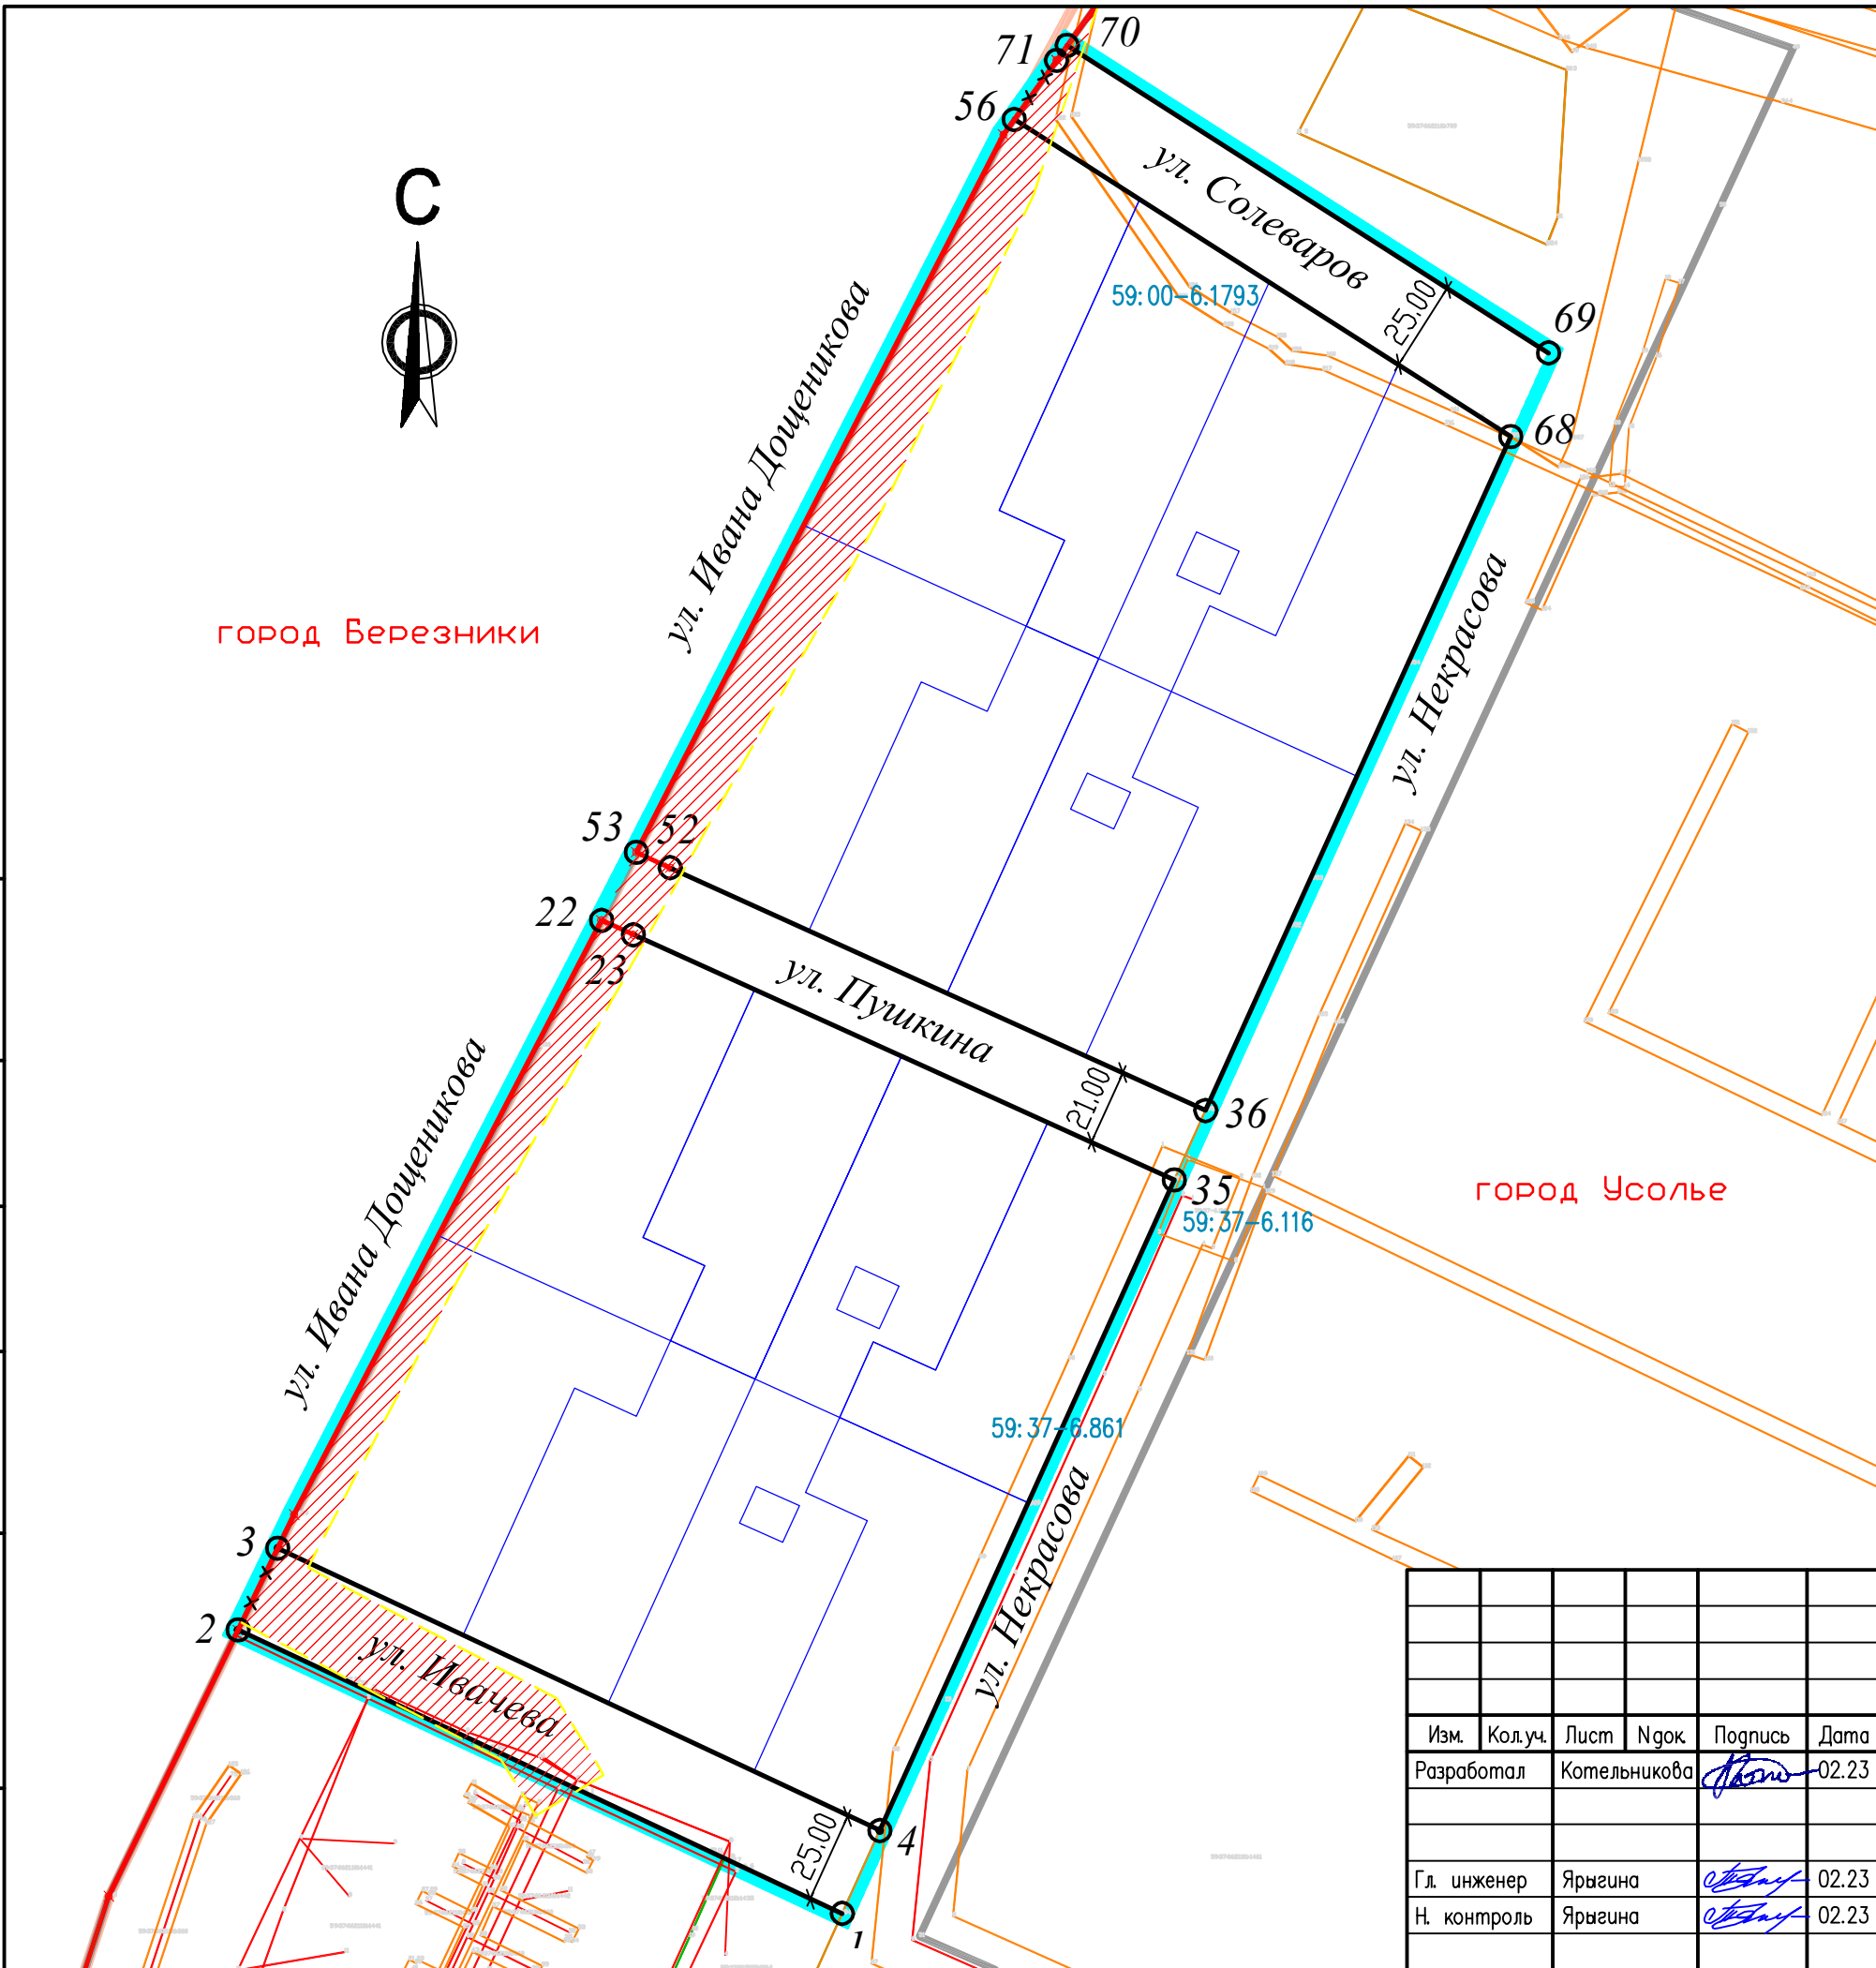 70
71
56
С
ул. Солеваров
59:00-6.1793
25.00
69
68
ул. Ивана Дощеникова
город Березники
ул. Некрасова
53
52
22
23
ул. Пушкина
21.00
36
35
город Усолье
59:37-6.116
ул. Ивана Дощеникова
59:37-6.861
3
2
ул. Ивачева
ул. Некрасова
25.00
4
1
Изм. Кол.уч. Лист Nдок. Подпись Дата
Разработал Котельникова 02.23
Гл. инженер Ярыгина 02.23
Н. контроль Ярыгина 02.23